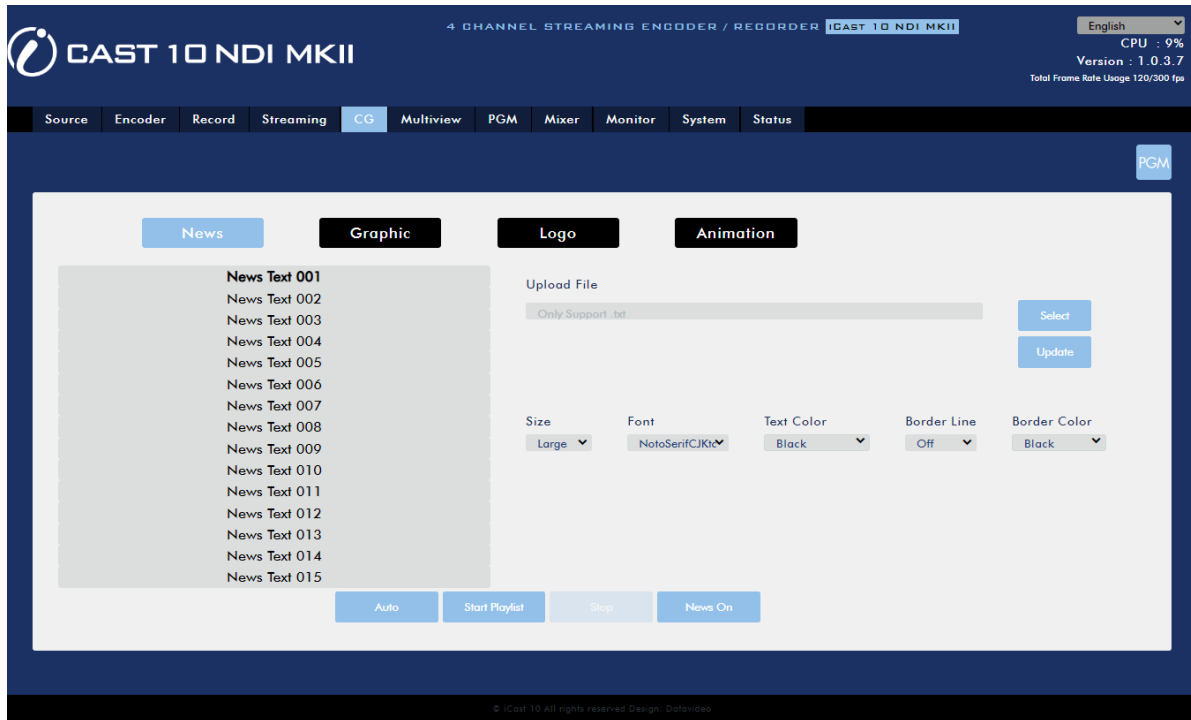 4 CHANNEL STREAMING ENCODER / RECORDER iCAST 10 NDI MKII
English
i CAST 10 NDI MKII
CPU : 9%
Version : 1.0.3.7
Total Frame Rate Usage 120/300 fps
Source Encoder Record Streaming CG Multiview PGM Mixer Monitor System Status
PGM
News Graphic Logo Animation
News Text 001
News Text 002
News Text 003
News Text 004
News Text 005
News Text 006
News Text 007
News Text 008
News Text 009
News Text 010
News Text 011
News Text 012
News Text 013
News Text 014
News Text 015
Upload File
Only Support .txt
Select
Update
Size Font Text Color Border Line Border Color
Large NotoSerifCJKtc Black Off Black
Auto Start Playlist Stop News On
© iCast 10 All rights reserved Design: Datavideo